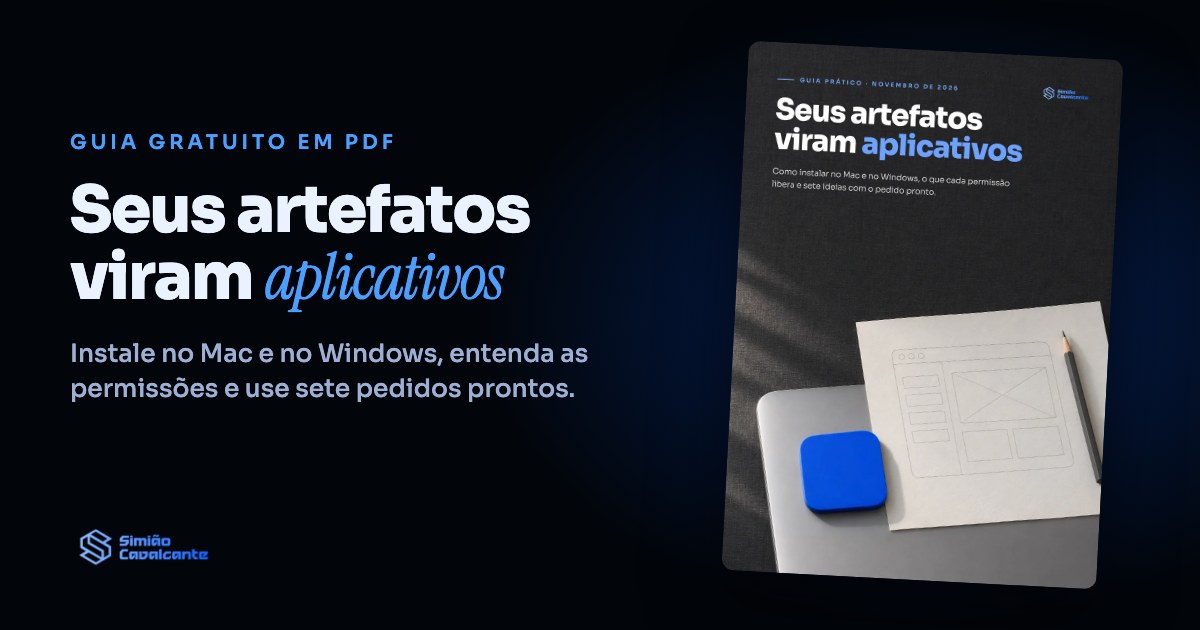 GUIA GRATUITO EM PDF
Seus artefatos
viram aplicativos
Instale no Mac e no Windows, entenda as
permissões e use sete pedidos prontos.
Simião
Cavalcante
GUIA PRÁTICO · NOVEMBRO DE 2026
Simião
Cavalcante
Seus artefatos
viram aplicativos
Como instalar no Mac e no Windows, o que cada permissão
libera e sete ideias com o pedido pronto.